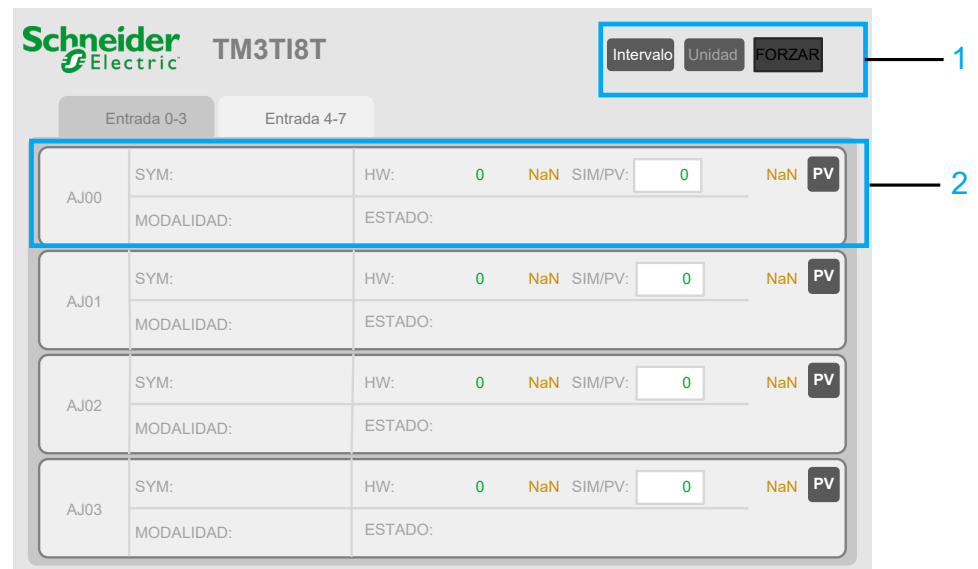 Schneider Electric TM3TI8T Intervalo Unidad FORZAR 1
Entrada 0-3 Entrada 4-7
AJ00 SYM: HW: 0 NaN SIM/PV: 0 NaN PV 2
MODALIDAD: ESTADO:
AJ01 SYM: HW: 0 NaN SIM/PV: 0 NaN PV
MODALIDAD: ESTADO:
AJ02 SYM: HW: 0 NaN SIM/PV: 0 NaN PV
MODALIDAD: ESTADO:
AJ03 SYM: HW: 0 NaN SIM/PV: 0 NaN PV
MODALIDAD: ESTADO: